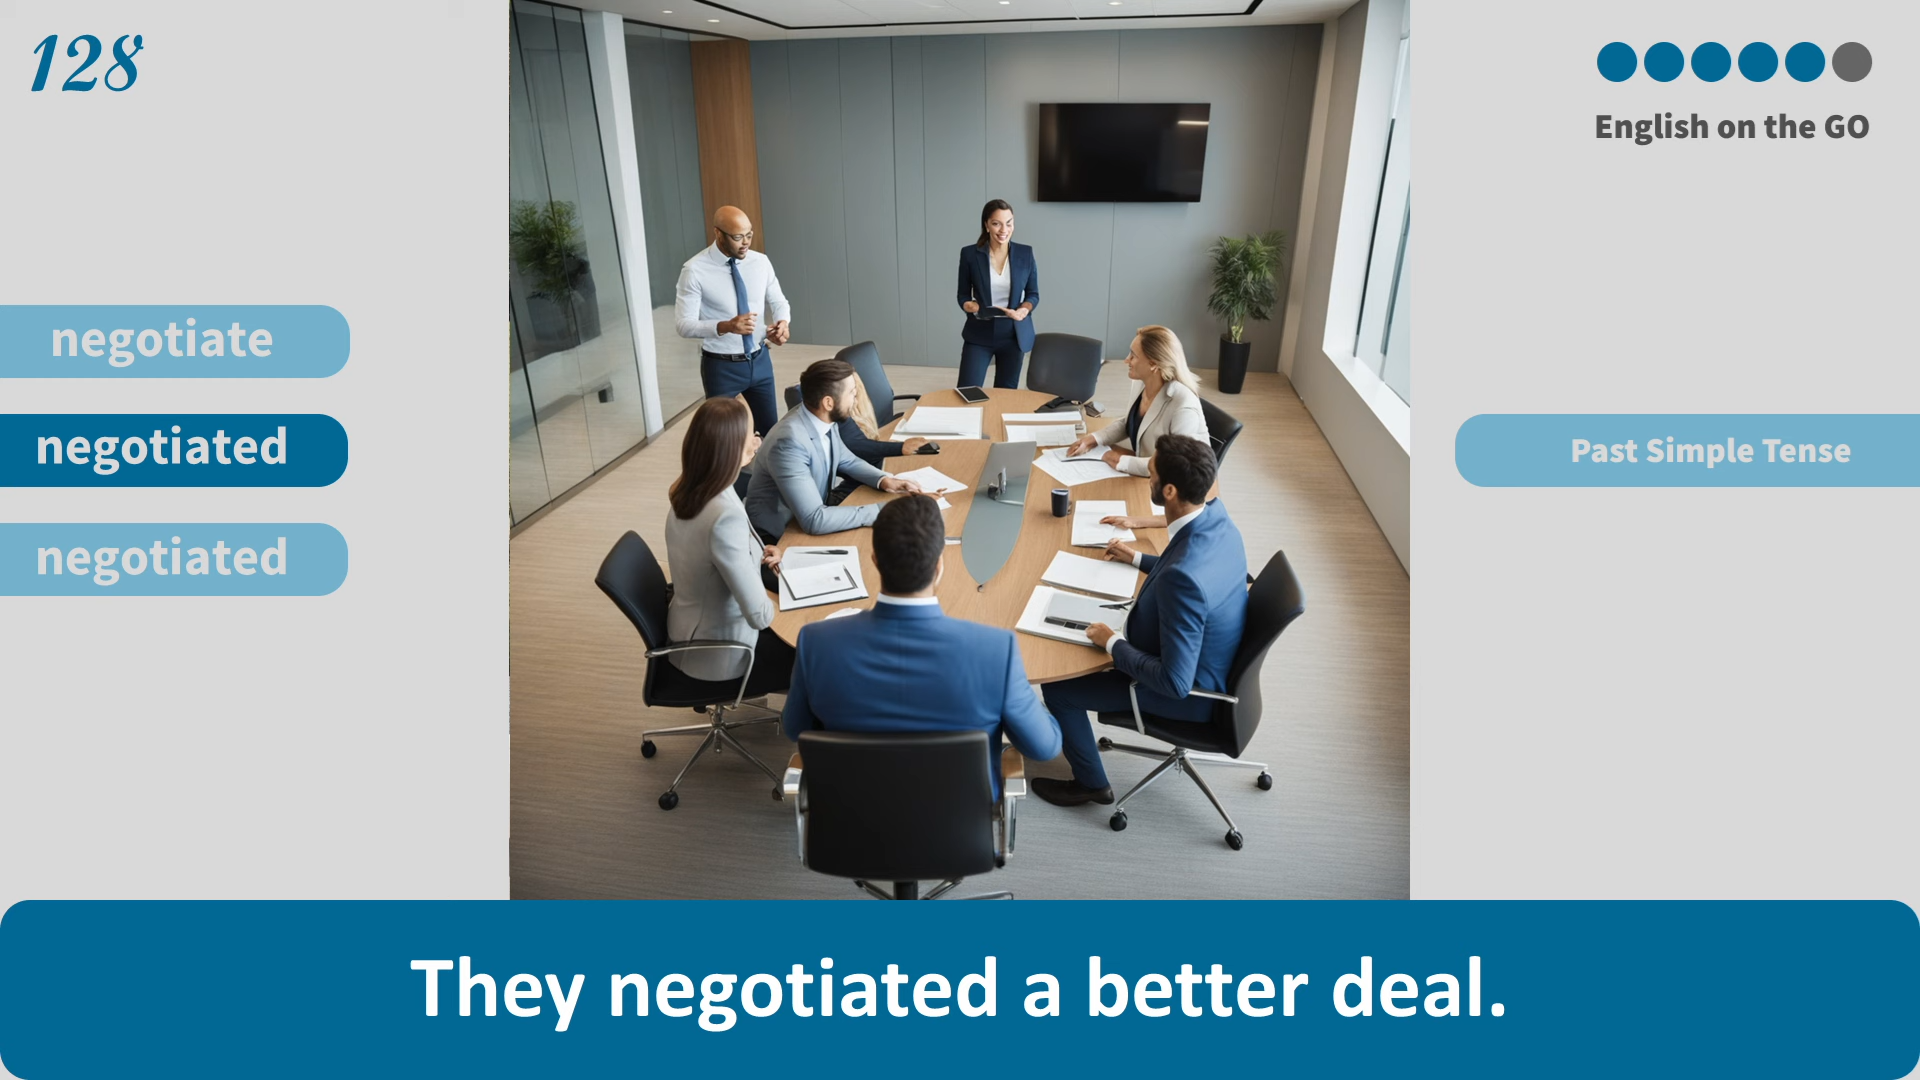 128
English on the GO
negotiate
negotiated
negotiated
Past Simple Tense
They negotiated a better deal.